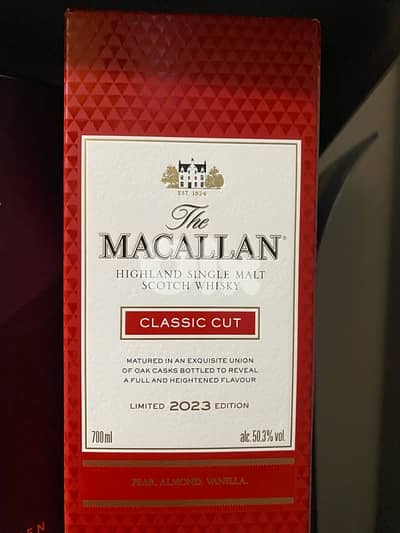 EST. 1824
The
MACALLAN®
HIGHLAND SINGLE MALT
SCOTCH WHISKY
CLASSIC CUT
MATURED IN AN EXQUISITE UNION
OF OAK CASKS BOTTLED TO REVEAL
A FULL AND HEIGHTENED FLAVOUR
LIMITED 2023 EDITION
700ml alc. 50.3% vol.
PEAR. ALMOND. VANILLA.
EN